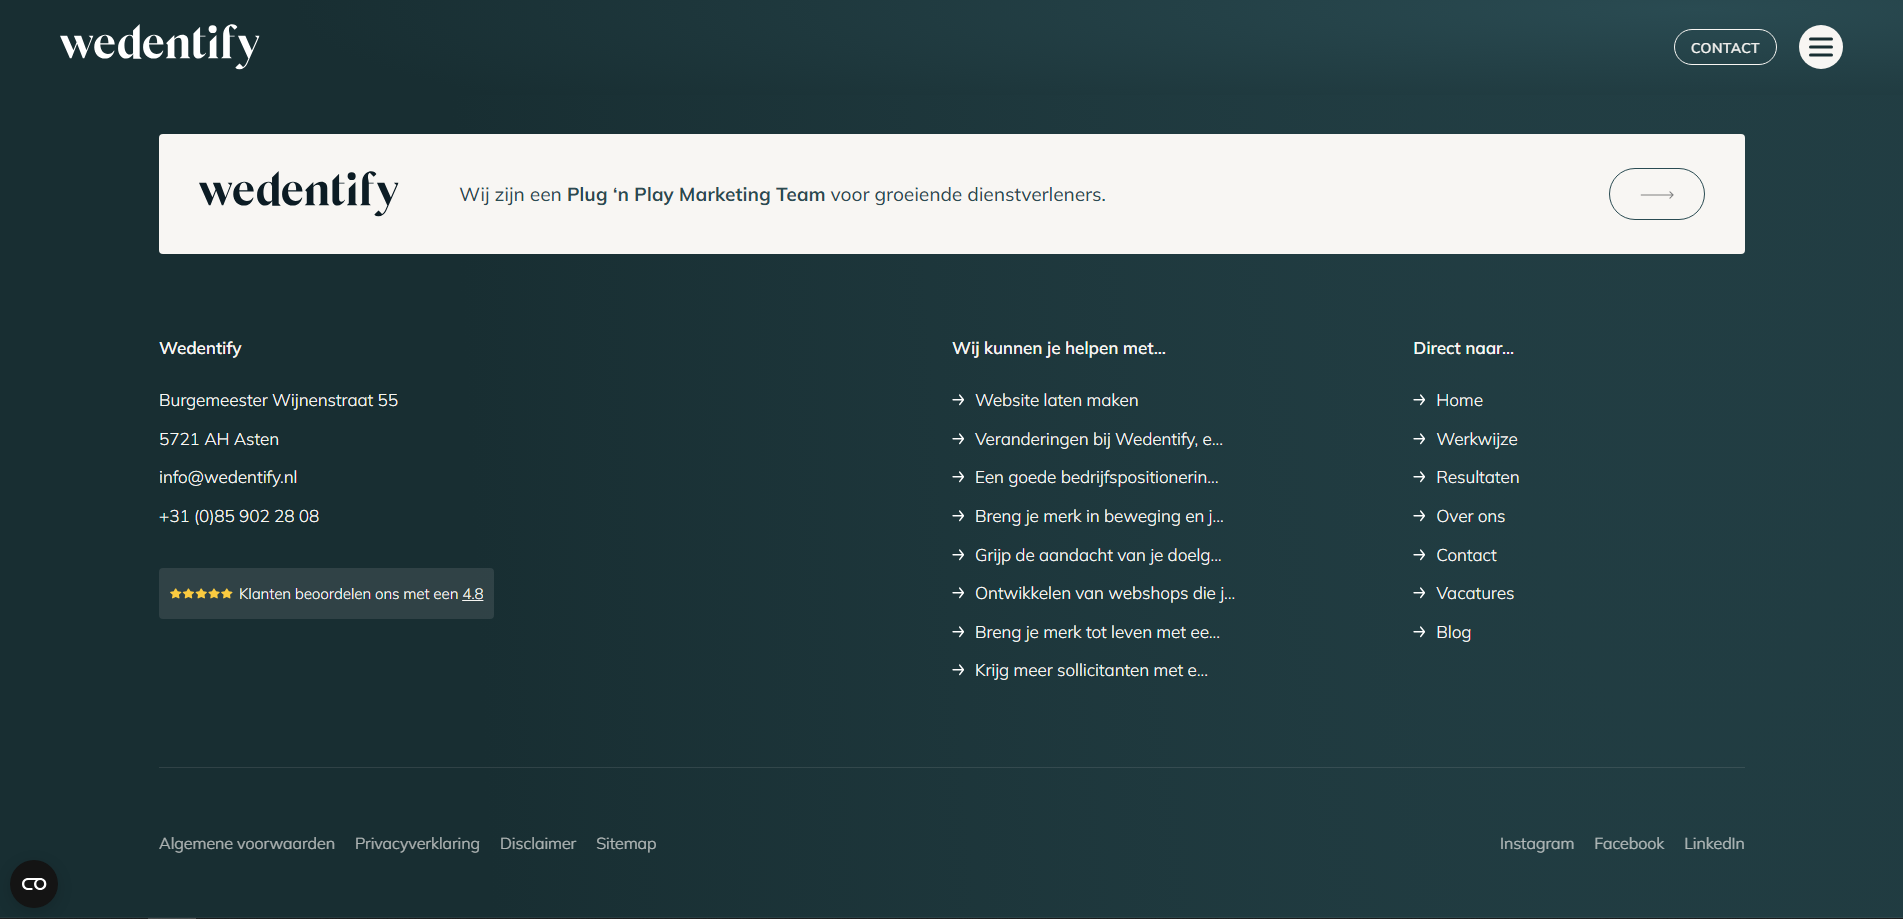 wedentify
CONTACT
wedentify
Wij zijn een Plug ‘n Play Marketing Team voor groeiende dienstverleners.
Wedentify
Burgemeester Wijnenstraat 55
5721 AH Asten
info@wedentify.nl
+31 (0)85 902 28 08
Klanten beoordelen ons met een 4.8
Wij kunnen je helpen met...
Website laten maken
Veranderingen bij Wedentify, e...
Een goede bedrijfspositionerin...
Breng je merk in beweging en j...
Grijp de aandacht van je doelg...
Ontwikkelen van webshops die j...
Breng je merk tot leven met ee...
Krijg meer sollicitanten met e...
Direct naar...
Home
Werkwijze
Resultaten
Over ons
Contact
Vacatures
Blog
Algemene voorwaarden Privacyverklaring Disclaimer Sitemap
Instagram Facebook LinkedIn